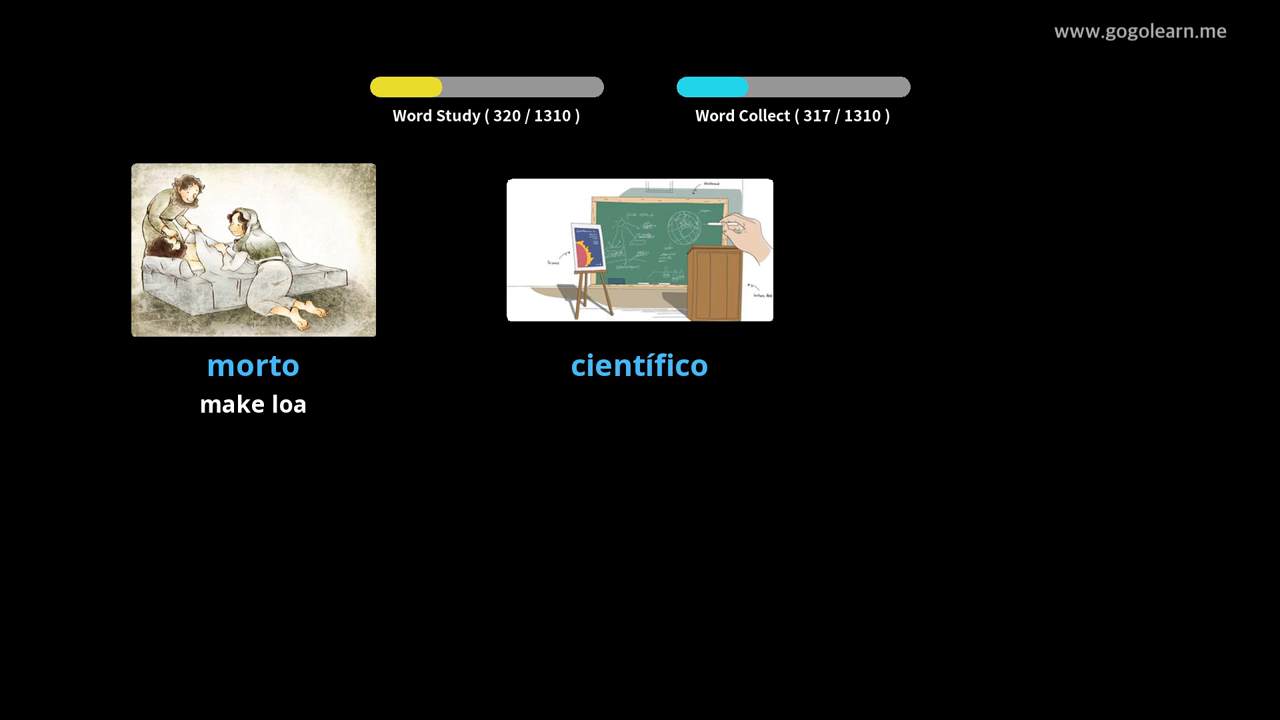 www.gogolearn.me
Word Study ( 320 / 1310 )
Word Collect ( 317 / 1310 )
morto
make loa
científico